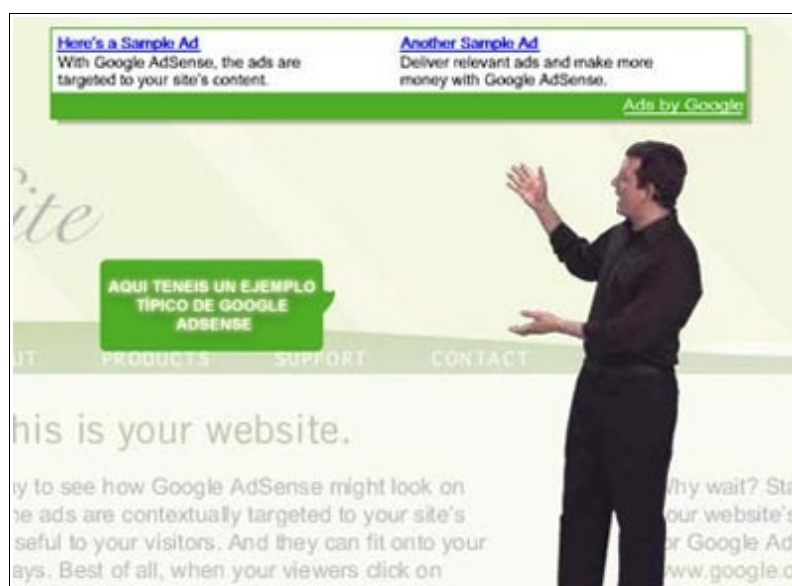 Here's a Sample Ad
With Google AdSense, the ads are
targeted to your site's content.
Another Sample Ad
Deliver relevant ads and make more
money with Google AdSense.
Ads by Google
ite
AQUI TENEIS UN EJEMPLO
TÍPICO DE GOOGLE
ADSENSE
UT PRODUCTS SUPPORT CONTACT
his is your website.
y to see how Google AdSense might look on
e ads are contextually targeted to your site's
seful to your visitors. And they can fit onto your
ays. Best of all, when your viewers click on
hy wait? Sta
our website's
or Google Ad
www.google.c